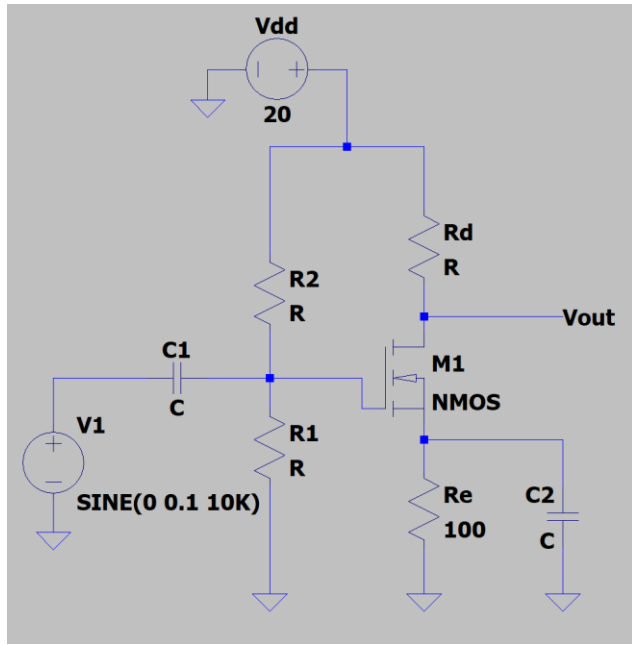 Vdd
20
Rd
R
R2
R
Vout
C1
C
M1
NMOS
V1
R1
R
SINE(0 0.1 10K)
Re
100
C2
C